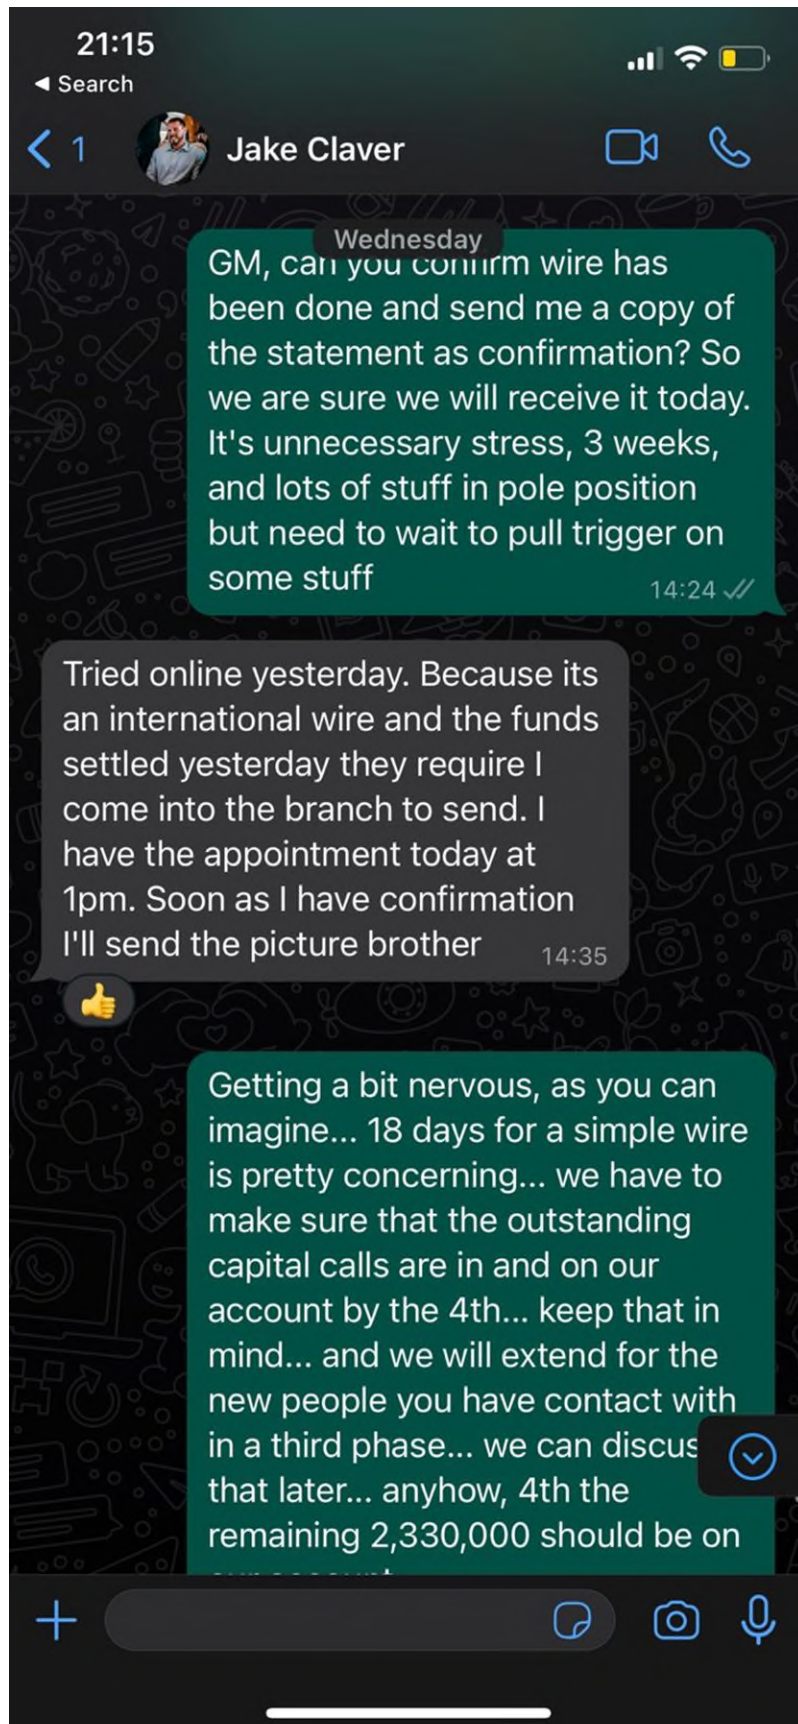 21:15
Search
1
Jake Claver
Wednesday
GM, can you confirm wire has
been done and send me a copy of
the statement as confirmation? So
we are sure we will receive it today.
It's unnecessary stress, 3 weeks,
and lots of stuff in pole position
but need to wait to pull trigger on
some stuff
14:24
Tried online yesterday. Because its
an international wire and the funds
settled yesterday they require I
come into the branch to send. I
have the appointment today at
1pm. Soon as I have confirmation
I'll send the picture brother
14:35
Getting a bit nervous, as you can
imagine... 18 days for a simple wire
is pretty concerning... we have to
make sure that the outstanding
capital calls are in and on our
account by the 4th... keep that in
mind... and we will extend for the
new people you have contact with
in a third phase... we can discus
that later... anyhow, 4th the
remaining 2,330,000 should be on